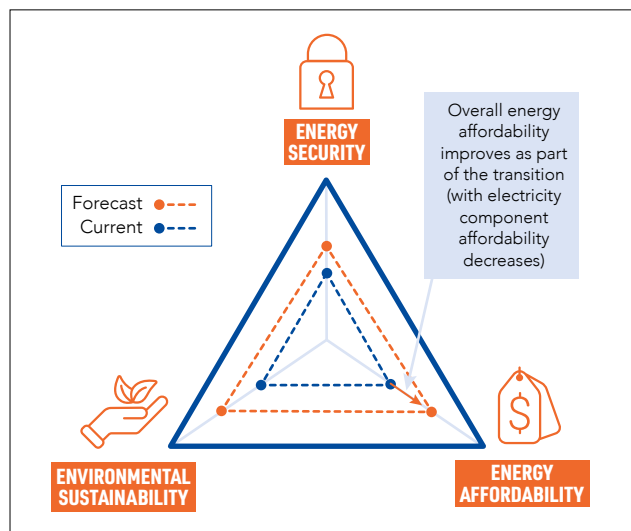 ENERGY
SECURITY
Overall energy
affordability
improves as part
of the transition
(with electricity
component
affordability
decreases)
Forecast
Current
$
ENVIRONMENTAL
SUSTAINABILITY
ENERGY
AFFORDABILITY